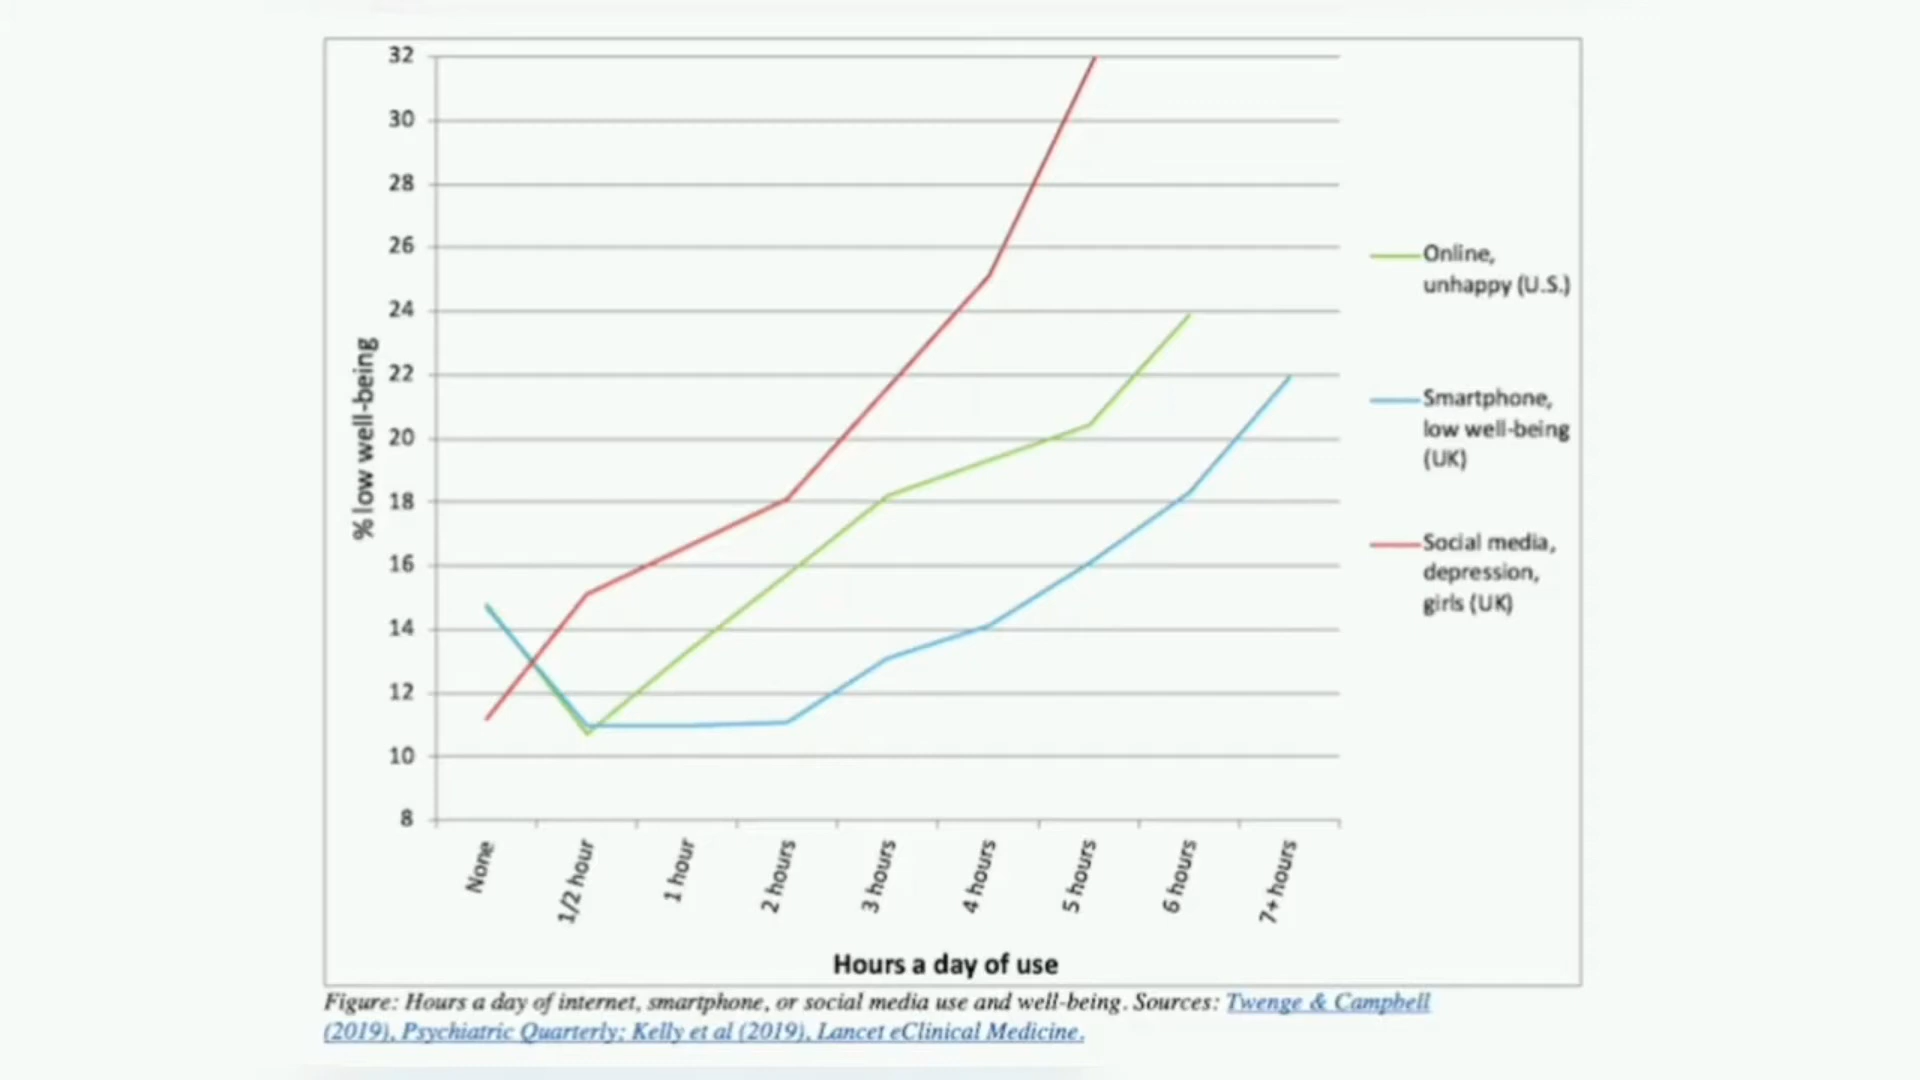 32
30
28
26
24
22
20
18
16
14
12
10
8
% low well-being
None
1/2 hour
1 hour
2 hours
3 hours
4 hours
5 hours
6 hours
7+ hours
Hours a day of use
Online,
unhappy (U.S.)
Smartphone,
low well-being
(UK)
Social media,
depression,
girls (UK)
Figure: Hours a day of internet, smartphone, or social media use and well-being. Sources: Twenge & Campbell
(2019), Psychiatric Quarterly; Kelly et al (2019), Lancet eClinical Medicine.